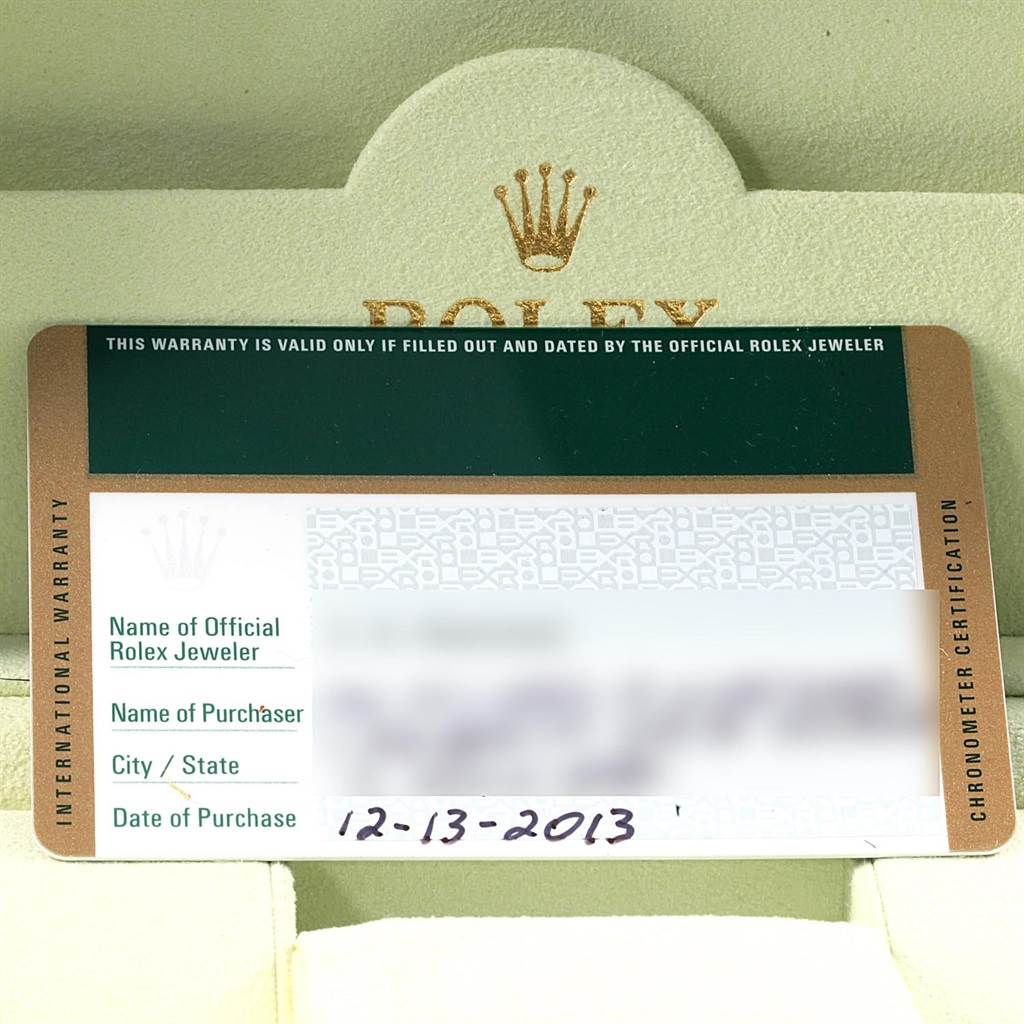 ROLEX
THIS WARRANTY IS VALID ONLY IF FILLED OUT AND DATED BY THE OFFICIAL ROLEX JEWELER
INTERNATIONAL WARRANTY
CHRONOMETER CERTIFICATION
Name of Official
Rolex Jeweler
Name of Purchaser
City / State
Date of Purchase 12-13-2013